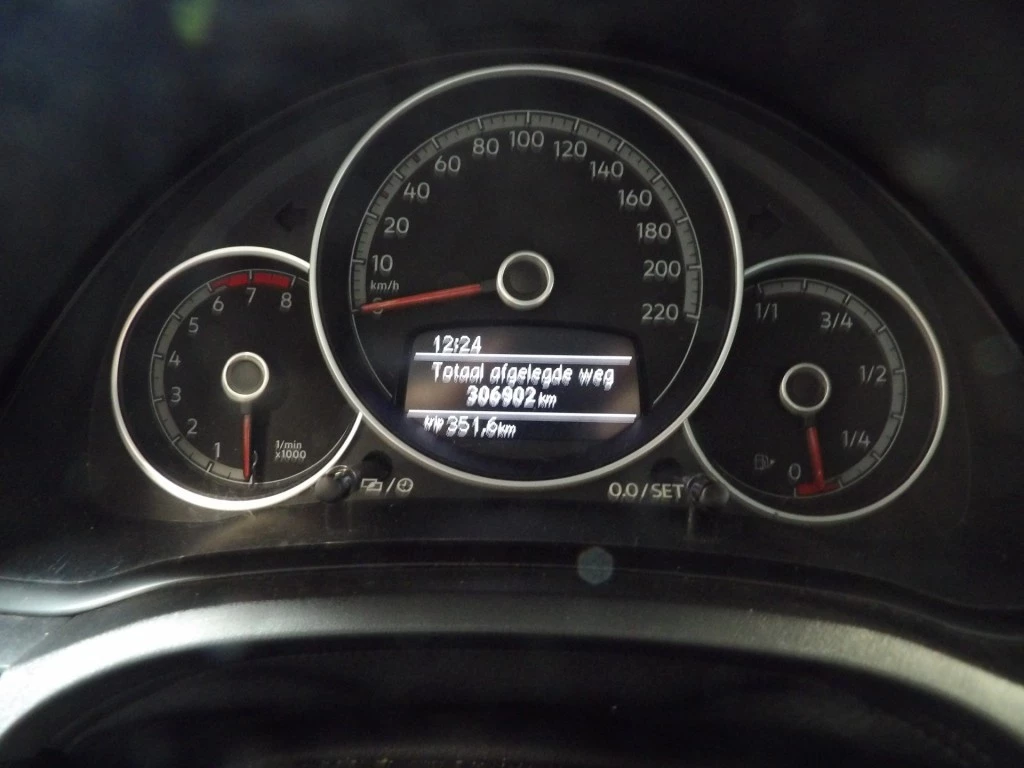 10 20 40 60 80 100 120 140 160 180 200 220
km/h
1 2 3 4 5 6 7 8
1/min
x1000
12:24
Totaal afgelegde weg
306902 km
trip 351,6 km
1/1 3/4 1/2 1/4 0
0.0 / SET